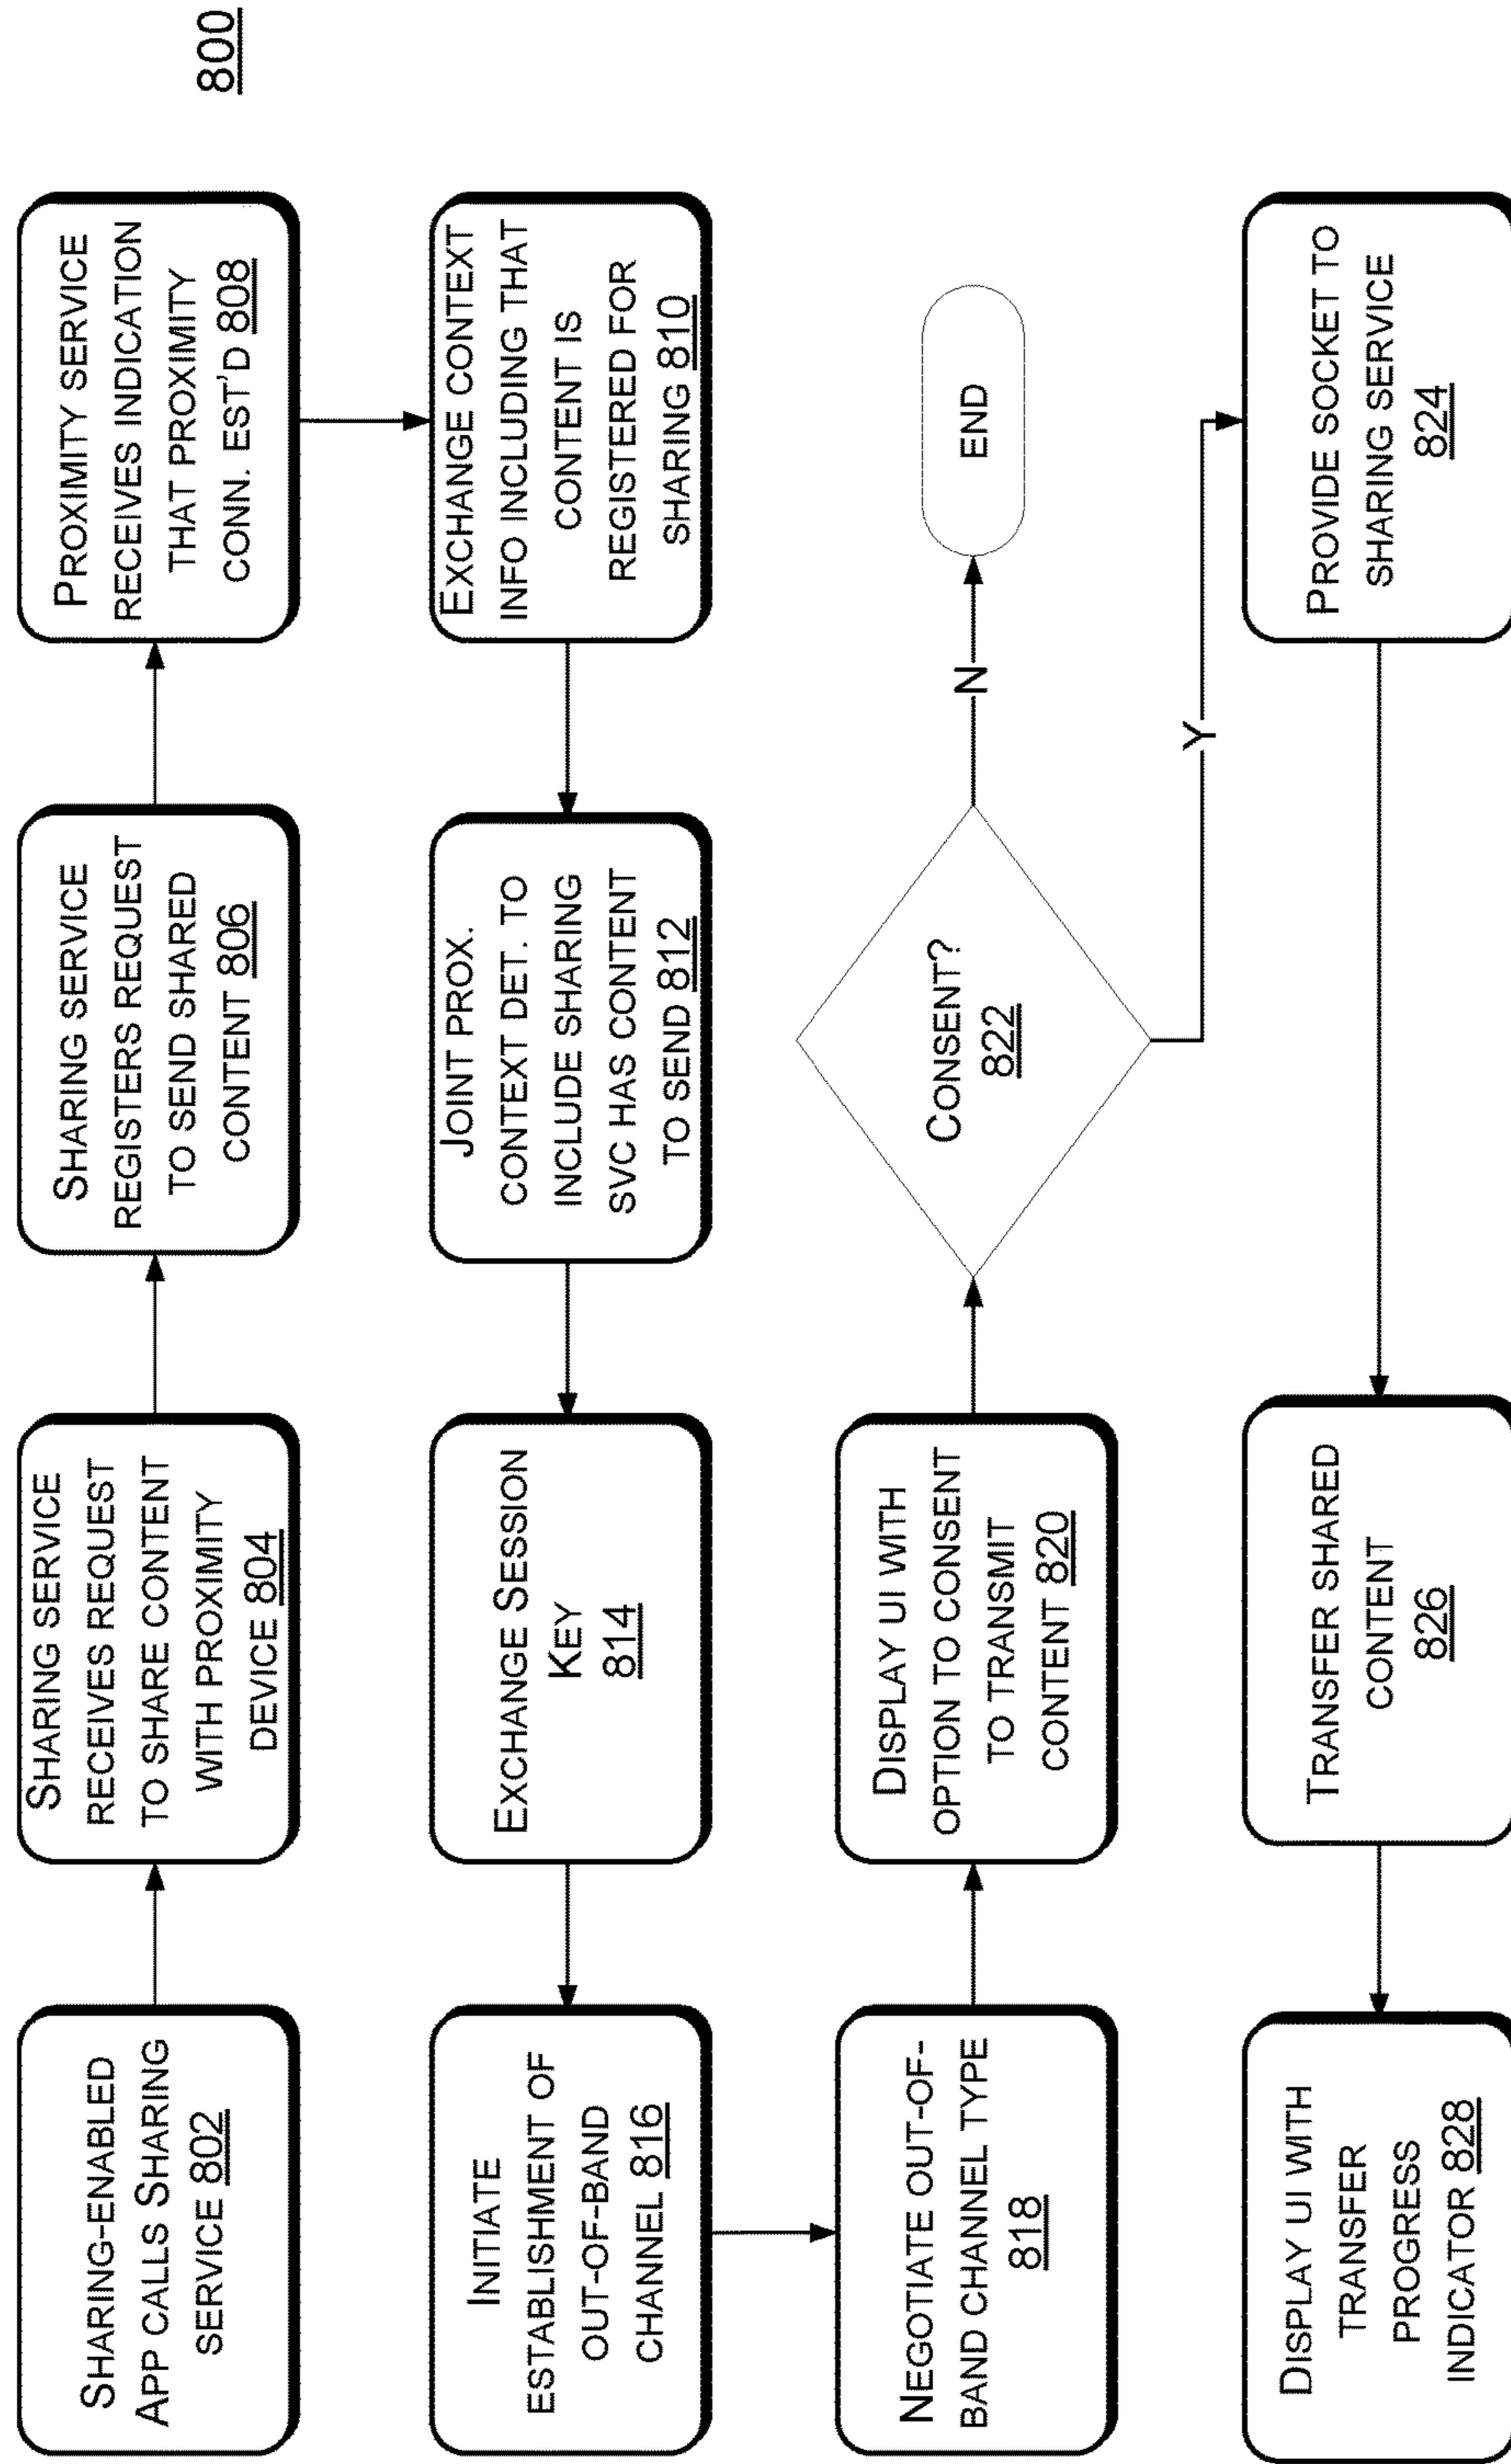 800
SHARING-ENABLED
APP CALLS SHARING
SERVICE 802
SHARING SERVICE
RECEIVES REQUEST
TO SHARE CONTENT
WITH PROXIMITY
DEVICE 804
SHARING SERVICE
REGISTERS REQUEST
TO SEND SHARED
CONTENT 806
PROXIMITY SERVICE
RECEIVES INDICATION
THAT PROXIMITY
CONN. EST'D 808
EXCHANGE CONTEXT
INFO INCLUDING THAT
CONTENT IS
REGISTERED FOR
SHARING 810
JOINT PROX.
CONTEXT DET. TO
INCLUDE SHARING
SVC HAS CONTENT
TO SEND 812
EXCHANGE SESSION
KEY
814
INITIATE
ESTABLISHMENT OF
OUT-OF-BAND
CHANNEL 816
NEGOTIATE OUT-OF-
BAND CHANNEL TYPE
818
DISPLAY UI WITH
OPTION TO CONSENT
TO TRANSMIT
CONTENT 820
CONSENT?
822
N
END
Y
PROVIDE SOCKET TO
SHARING SERVICE
824
TRANSFER SHARED
CONTENT
826
DISPLAY UI WITH
TRANSFER
PROGRESS
INDICATOR 828